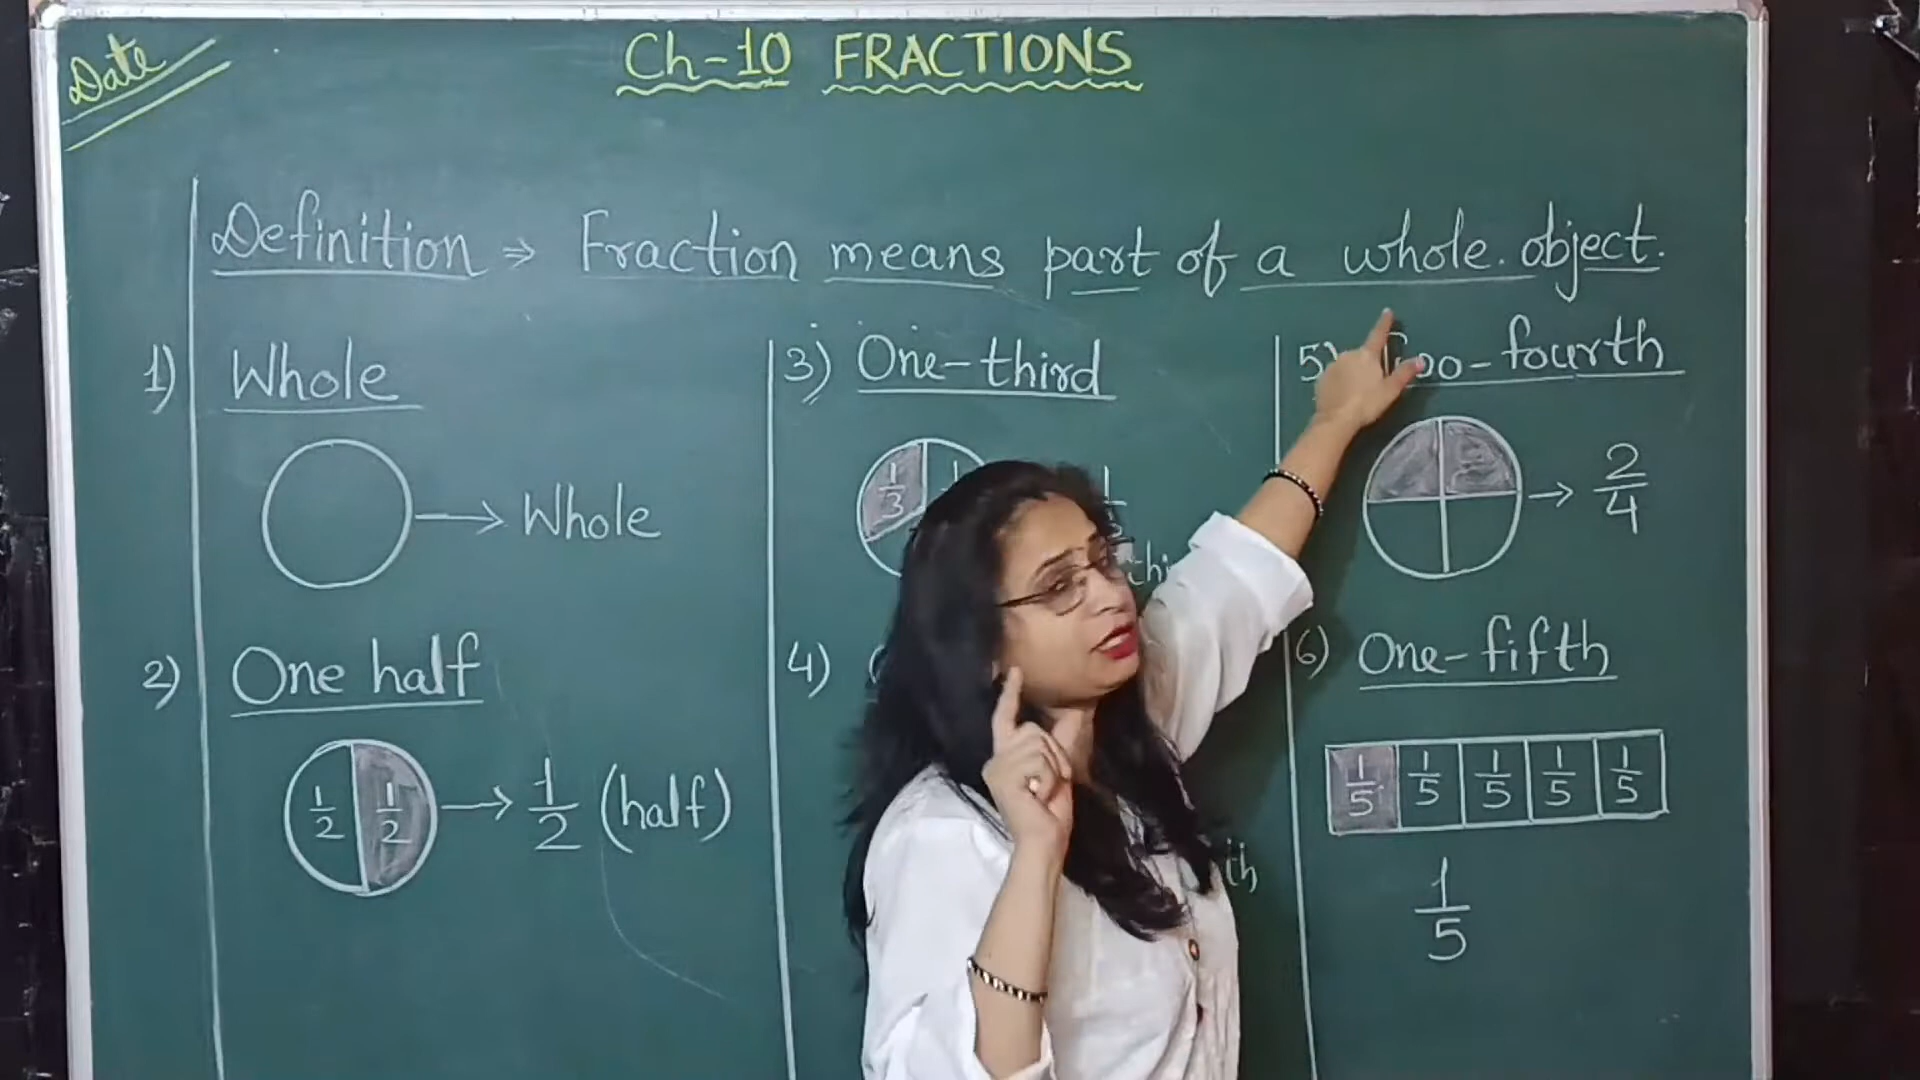 Date
Ch-10 FRACTIONS
Definition ⇒ Fraction means part of a whole. object.
1) Whole
→ Whole
2) One half
1/2 1/2 → 1/2 (half)
3) One-third
1/3
4)
th
5) Two-fourth
→ 2/4
6) One-fifth
1/5 1/5 1/5 1/5 1/5
1/5